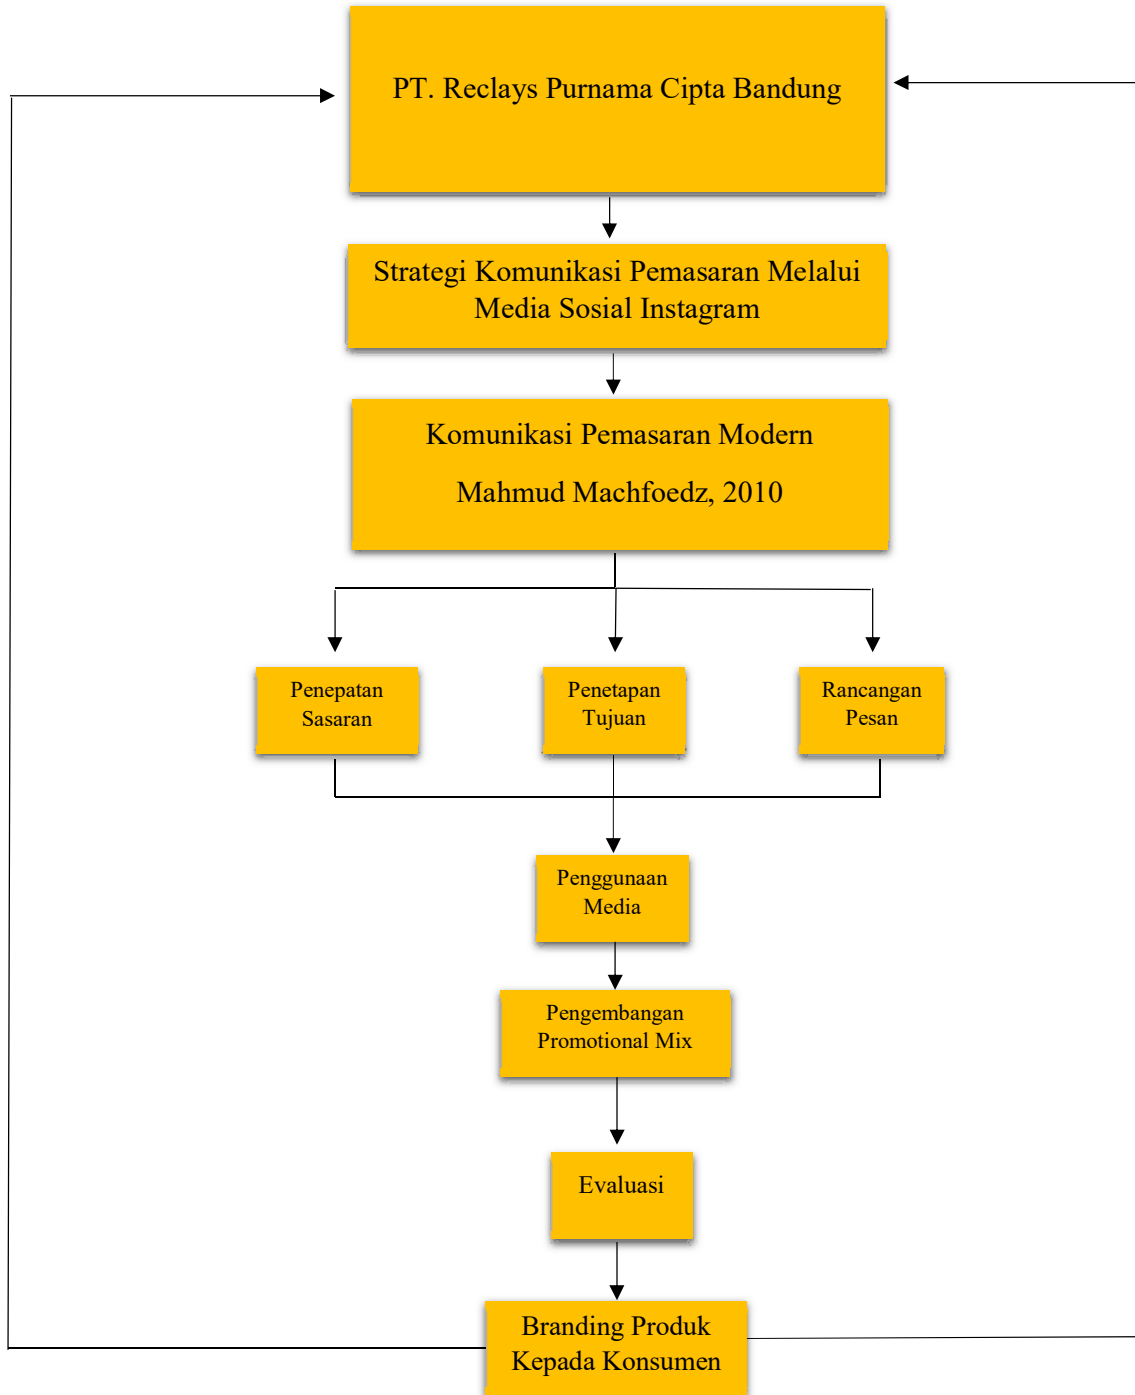 PT. Reclays Purnama Cipta Bandung
Strategi Komunikasi Pemasaran Melalui
Media Sosial Instagram
Komunikasi Pemasaran Modern
Mahmud Machfoedz, 2010
Penepatan
Sasaran
Penetapan
Tujuan
Rancangan
Pesan
Penggunaan
Media
Pengembangan
Promotional Mix
Evaluasi
Branding Produk
Kepada Konsumen